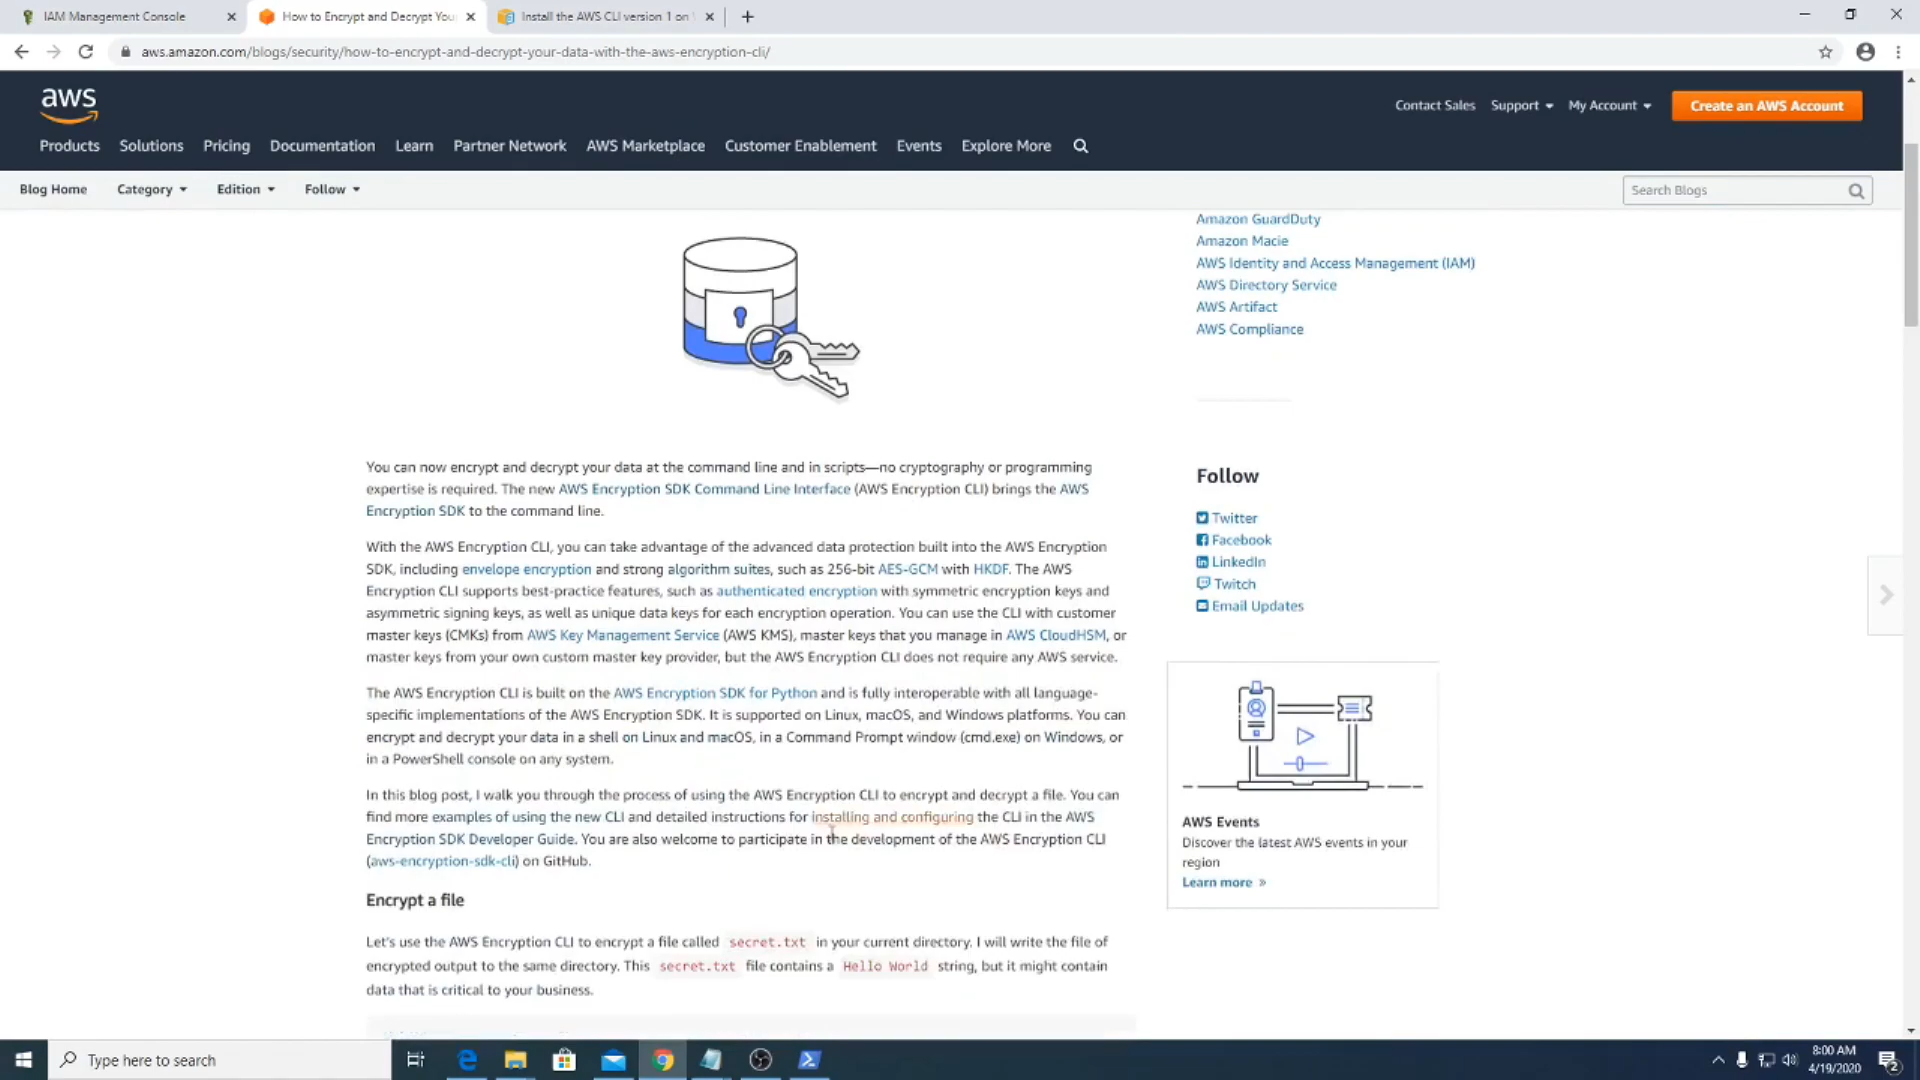 IAM Management Console
How to Encrypt and Decrypt You
Install the AWS CLI version 1 on
aws.amazon.com/blogs/security/how-to-encrypt-and-decrypt-your-data-with-the-aws-encryption-cli/
aws
Contact Sales Support My Account Create an AWS Account
Products Solutions Pricing Documentation Learn Partner Network AWS Marketplace Customer Enablement Events Explore More
Blog Home Category Edition Follow Search Blogs
Amazon GuardDuty
Amazon Macie
AWS Identity and Access Management (IAM)
AWS Directory Service
AWS Artifact
AWS Compliance
You can now encrypt and decrypt your data at the command line and in scripts—no cryptography or programming
expertise is required. The new AWS Encryption SDK Command Line Interface (AWS Encryption CLI) brings the AWS
Encryption SDK to the command line.
With the AWS Encryption CLI, you can take advantage of the advanced data protection built into the AWS Encryption
SDK, including envelope encryption and strong algorithm suites, such as 256-bit AES-GCM with HKDF. The AWS
Encryption CLI supports best-practice features, such as authenticated encryption with symmetric encryption keys and
asymmetric signing keys, as well as unique data keys for each encryption operation. You can use the CLI with customer
master keys (CMKs) from AWS Key Management Service (AWS KMS), master keys that you manage in AWS CloudHSM, or
master keys from your own custom master key provider, but the AWS Encryption CLI does not require any AWS service.
The AWS Encryption CLI is built on the AWS Encryption SDK for Python and is fully interoperable with all language-
specific implementations of the AWS Encryption SDK. It is supported on Linux, macOS, and Windows platforms. You can
encrypt and decrypt your data in a shell on Linux and macOS, in a Command Prompt window (cmd.exe) on Windows, or
in a PowerShell console on any system.
In this blog post, I walk you through the process of using the AWS Encryption CLI to encrypt and decrypt a file. You can
find more examples of using the new CLI and detailed instructions for installing and configuring the CLI in the AWS
Encryption SDK Developer Guide. You are also welcome to participate in the development of the AWS Encryption CLI
(aws-encryption-sdk-cli) on GitHub.
Encrypt a file
Let's use the AWS Encryption CLI to encrypt a file called secret.txt in your current directory. I will write the file of
encrypted output to the same directory. This secret.txt file contains a Hello World string, but it might contain
data that is critical to your business.
Follow
Twitter
Facebook
LinkedIn
Twitch
Email Updates
AWS Events
Discover the latest AWS events in your
region
Learn more »
Type here to search
8:00 AM
4/19/2020
2